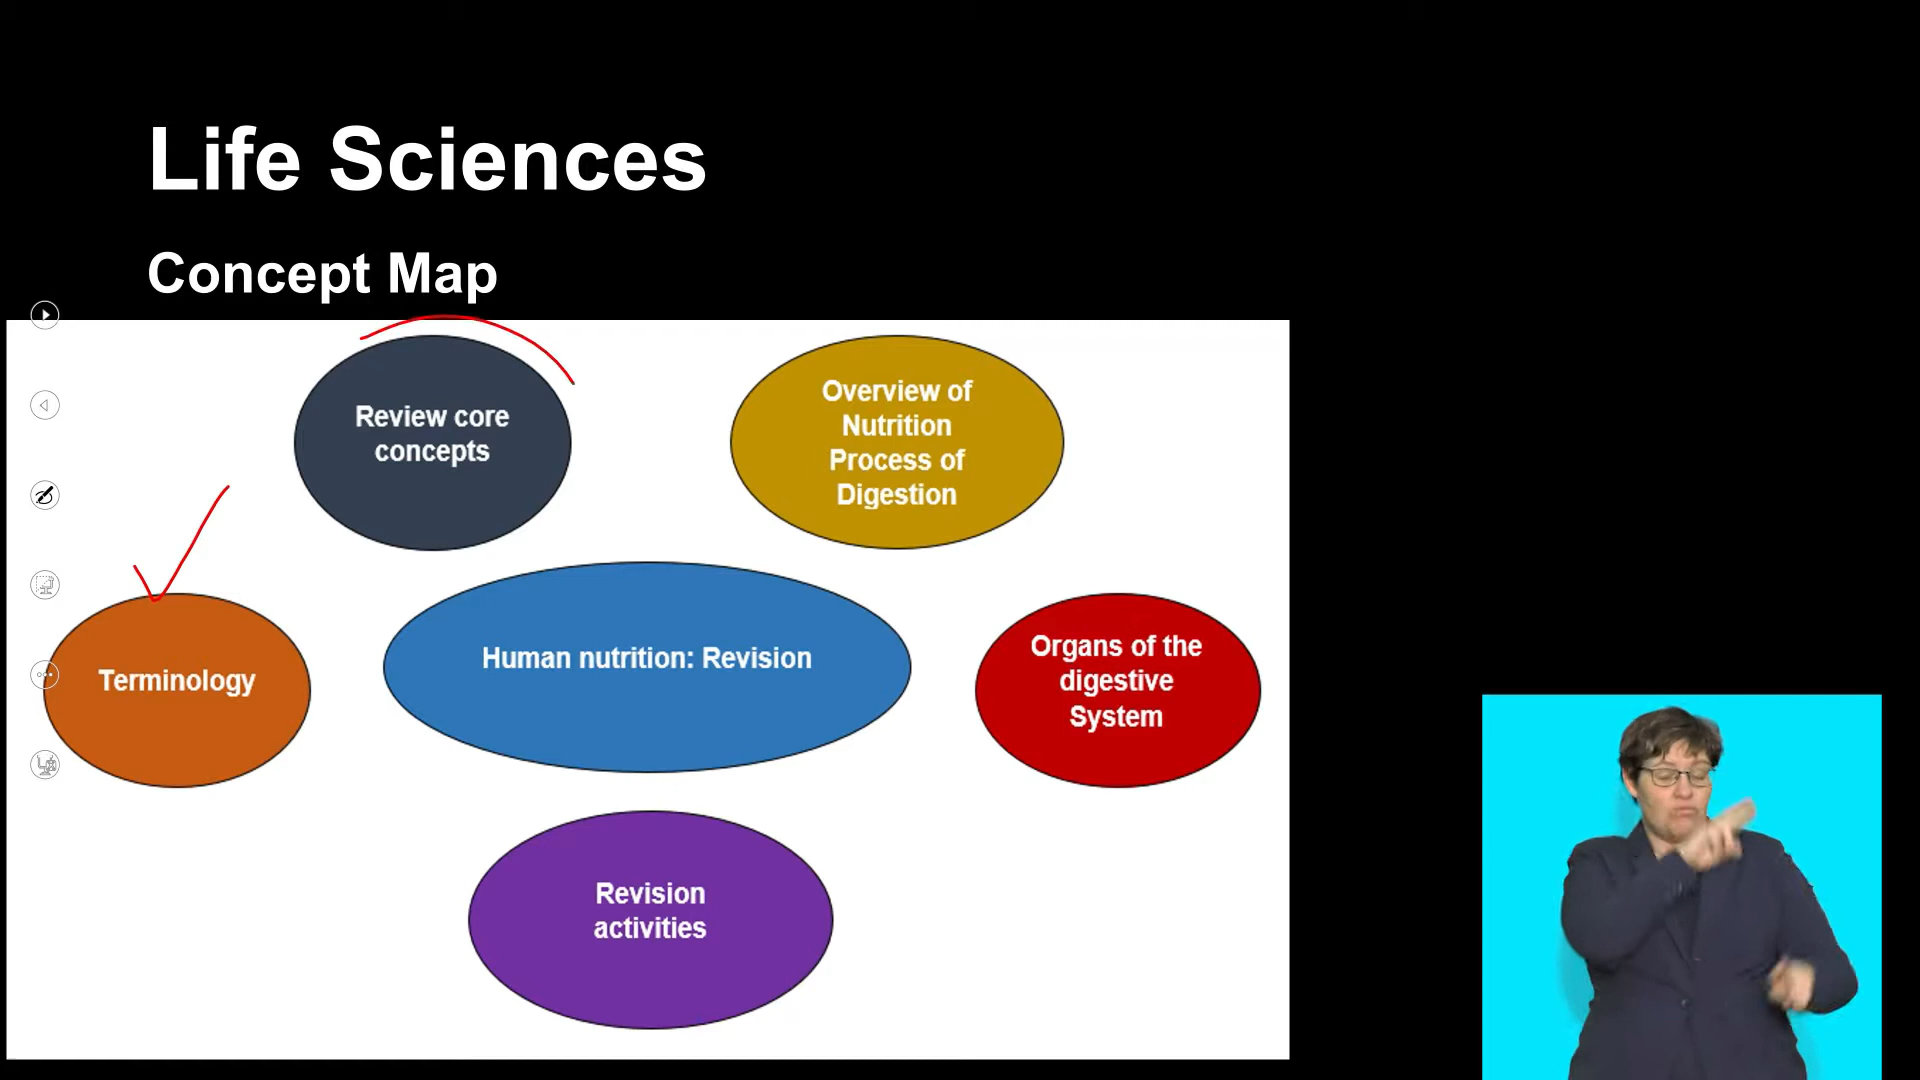 Life Sciences
Concept Map
Review core
concepts
Overview of
Nutrition
Process of
Digestion
Terminology
Human nutrition: Revision
Organs of the
digestive
System
Revision
activities